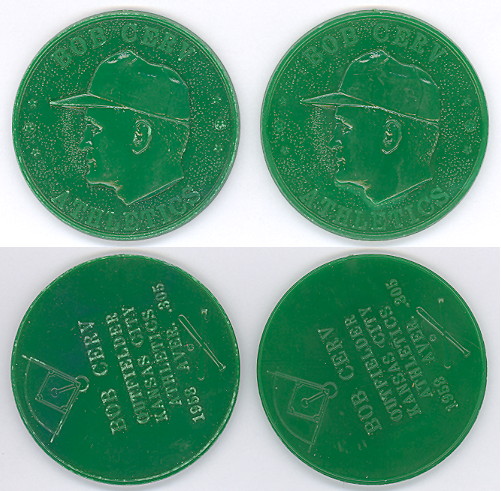 BOB CERV
ATHLETICS
BOB CERV
ATHLETICS
BOB CERV
OUTFIELDER
KANSAS CITY
ATHLETICS
1958 AVER. .305
BOB CERV
OUTFIELDER
KANSAS CITY
ATHLETICS
1958 AVER. .305